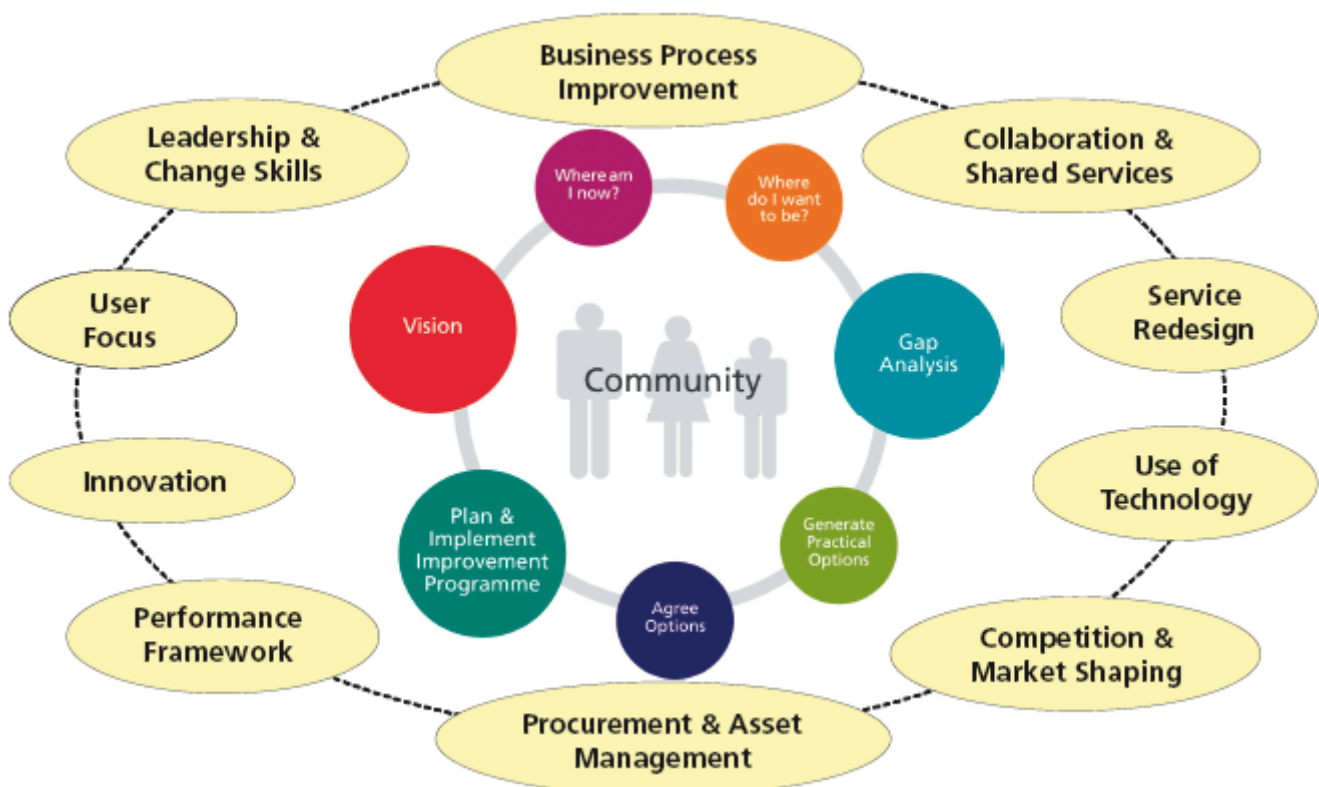 Business Process
Improvement
Leadership &
Change Skills
Collaboration &
Shared Services
Where am
I now?
Where
do I want
to be?
User
Focus
Vision
Community
Gap
Analysis
Service
Redesign
Innovation
Plan &
Implement
Improvement
Programme
Generate
Practical
Options
Use of
Technology
Agree
Options
Performance
Framework
Competition &
Market Shaping
Procurement & Asset
Management